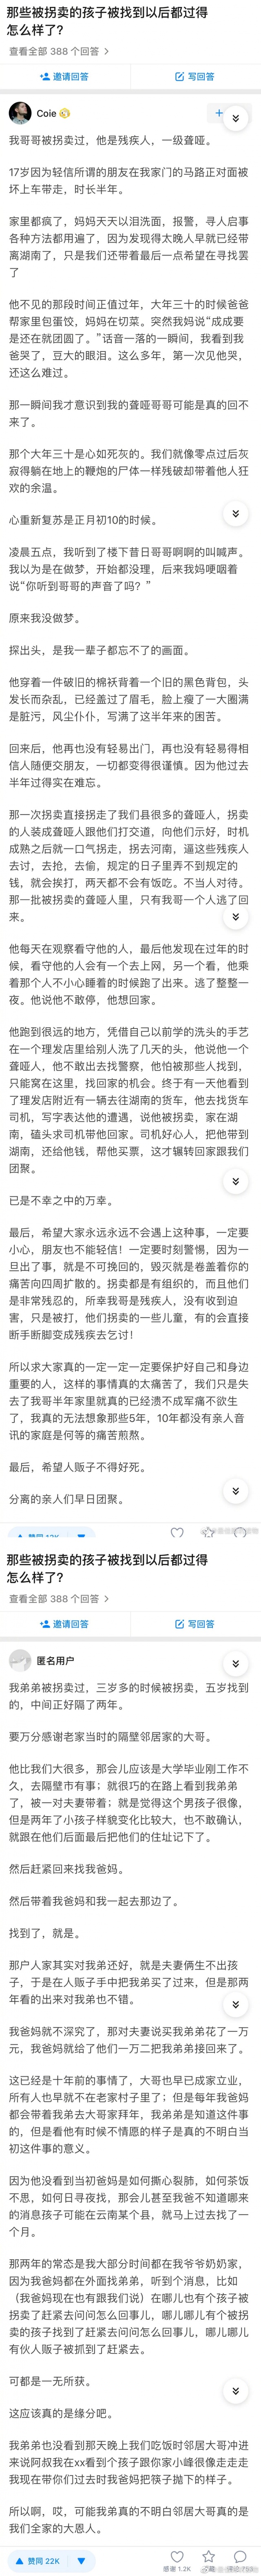 那些被拐卖的孩子被找到以后都过得
怎么样了?
查看全部 388 个回答 >
邀请回答
写回答
Coie
我哥哥被拐卖过，他是残疾人，一级聋哑。
17岁因为轻信所谓的朋友在我家门的马路正对面被
坏上车带走，时长半年。
家里都疯了，妈妈天天以泪洗面，报警，寻人启事
各种方法都用遍了，因为发现得太晚人早就已经带
离湖南了，只是我们还带着最后一点希望在寻找罢
了
他不见的那段时间正值过年，大年三十的时候爸爸
帮家里包蛋饺，妈妈在切菜。突然我妈说“成成要
是还在就团圆了。”话音一落的一瞬间，我看到我
爸哭了，豆大的眼泪。这么多年，第一次见他哭，
还这么难过。
那一瞬间我才意识到我的聋哑哥哥可能是真的回不
来了。
那个大年三十是心如死灰的。我们就像零点过后灰
寂得躺在地上的鞭炮的尸体一样残破却带着他人狂
欢的余温。
心重新复苏是正月初10的时候。
凌晨五点，我听到了楼下昔日哥哥啊啊的叫喊声。
我以为是在做梦，开始都没理，后来我妈哽咽着
说“你听到哥哥的声音了吗？”
原来我没做梦。
探出头，是我一辈子都忘不了的画面。
他穿着一件破旧的棉袄背着一个旧的黑色背包，头
发长而杂乱，已经盖过了眉毛，脸上瘦了一大圈满
是脏污，风尘仆仆，写满了这半年来的困苦。
回来后，他再也没有轻易出门，再也没有轻易得相
信人随便交朋友，一切都变得很谨慎。因为他过去
半年过得实在难忘。
那一次拐卖直接拐走了我们县很多的聋哑人，拐卖
的人装成聋哑人跟他们打交道，向他们示好，时机
成熟之后就一口气拐走，拐去河南，逼这些残疾人
去讨，去抢，去偷，规定的日子里弄不到规定的
钱，就会挨打，两天都不会有饭吃。不当人对待。
那一批被拐卖的聋哑人里，只有我哥一个人逃了回
来。
他每天在观察看守他的人，最后他发现在过年的时
候，看守他的人会有一个去上网，另一个看，他乘
着那个人不小心睡着的时候跑了出来。逃了整整一
夜。他说他不敢停，他想回家。
他跑到很远的地方，凭借自己以前学的洗头的手艺
在一个理发店里给别人洗了几天的头，他说他一个
聋哑人，他不敢出去找警察，他怕被那些人找到，
只能窝在这里，找回家的机会。终于有一天他看到
了理发店附近有一辆去往湖南的货车，他去找货车
司机，写字表达他的遭遇，说他被拐卖，家在湖
南，磕头求司机带他回家。司机好心人，把他带到
湖南，还给他钱，帮他买票，这才辗转回家跟我们
团聚。
已是不幸之中的万幸。
最后，希望大家永远永远不会遇上这种事，一定要
小心，朋友也不能轻信！一定要时刻警惕，因为一
旦出了事，就是不可挽回的，毁灭就是卷盖着你的
痛苦向四周扩散的。拐卖都是有组织的，而且他们
是非常残忍的，所幸我哥是残疾人，没有收到迫
害，只是被打，他们拐卖的一些儿童，有的会直接
断手断脚变成残疾去乞讨！
所以求大家真的一定一定一定要保护好自己和身边
重要的人，这样的事情真的太痛苦了，我们只是失
去了我哥半年家里就真的已经溃不成军痛不欲生
了，我真的无法想象那些5年，10年都没有亲人音
讯的家庭是何等的痛苦煎熬。
最后，希望人贩子不得好死。
分离的亲人们早日团聚。
那些被拐卖的孩子被找到以后都过得
怎么样了?
查看全部 388 个回答 >
邀请回答
写回答
匿名用户
我弟弟被拐卖过，三岁多的时候被拐卖，五岁找到
的，中间正好隔了两年。
要万分感谢老家当时的隔壁邻居家的大哥。
他比我们大很多，那会儿应该是大学毕业刚工作不
久，去隔壁市有事；就很巧的在路上看到我弟弟
了，被一对夫妻带着；就是觉得这个男孩子很像，
但是两年了小孩子样貌变化比较大，也不敢确认，
就跟在他们后面最后把他们的住址记下了。
然后赶紧回来找我爸妈。
然后带着我爸妈和我一起去那边了。
找到了，就是。
那户人家其实对我弟还好，就是夫妻俩生不出孩
子，于是在人贩子手中把我弟买了过来，但是那两
年看的出来对我弟也不错。
我爸妈就不深究了，那对夫妻说买我弟弟花了一万
元，我爸妈就给了他们一万二把我弟弟接回来了。
这已经是十年前的事情了，大哥也早已成家立业，
所有人也早就不在老家村子里了；但是每年我爸妈
都会带着我弟去大哥家拜年，我弟弟是知道这件事
的，但是看他有时候不情愿的样子是真的不明白当
初这件事的意义。
因为他没看到当初爸妈是如何撕心裂肺，如何茶饭
不思，如何日寻夜找，那会儿甚至我爸不知道哪来
的消息孩子可能在云南某个县，就马上过去找了一
个月。
那两年的常态是我大部分时间都在我爷爷奶奶家，
因为我爸妈都在外面找弟弟，听到个消息，比如
（我爸妈现在也有跟我们说）在哪儿也有个孩子被
拐卖了赶紧去问问怎么回事儿，哪儿哪儿有个被拐
卖的孩子找到了赶紧去问问怎么回事儿，哪儿哪儿
有伙人贩子被抓到了赶紧去。
可都是一无所获。
这应该真的是缘分吧。
我弟弟也没看到那天晚上我们吃饭时邻居大哥冲进
来说阿叔我在xx看到个孩子跟你家小峰很像走走走
我现在带你们过去时我爸妈把筷子抛下的样子。
所以啊，哎，可能我弟真的不明白邻居大哥真的是
我们全家的大恩人。
赞同 22K
感谢 1.2K
收藏